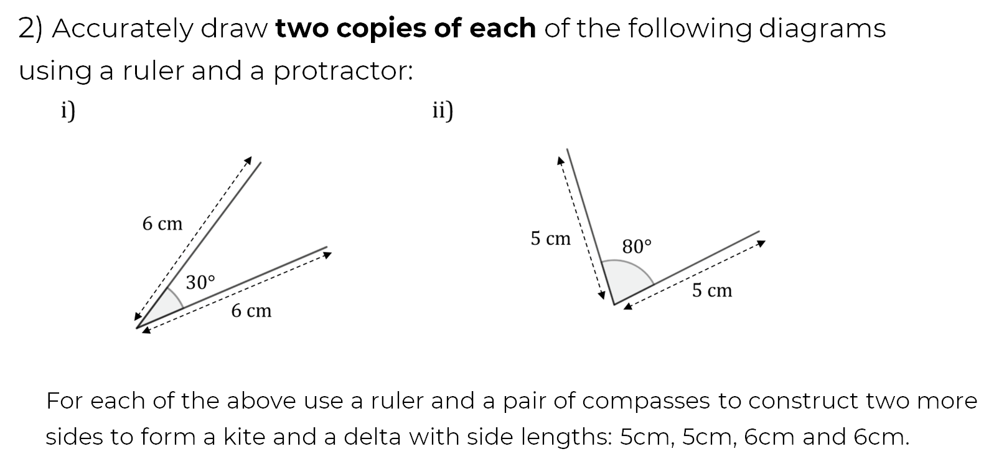 2) Accurately draw two copies of each of the following diagrams
using a ruler and a protractor:
i)
ii)
6 cm
30°
6 cm
5 cm
80°
5 cm
For each of the above use a ruler and a pair of compasses to construct two more
sides to form a kite and a delta with side lengths: 5cm, 5cm, 6cm and 6cm.